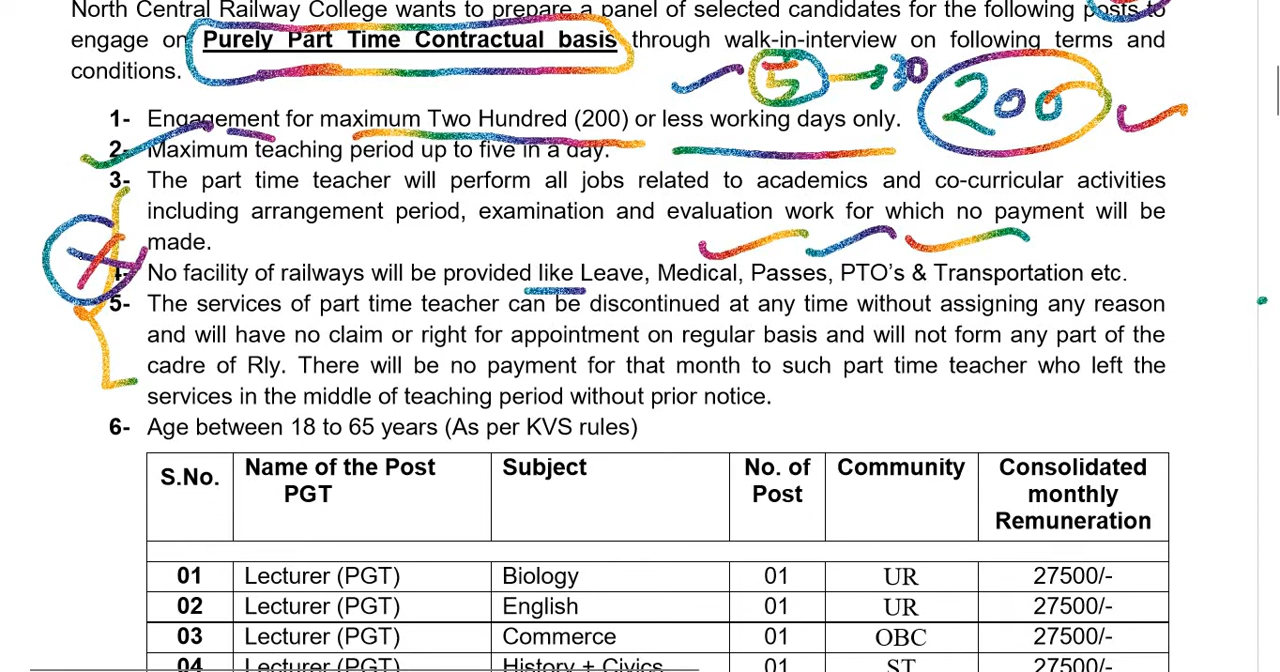 North Central Railway College wants to prepare a panel of selected candidates for the following posts to
engage on Purely Part Time Contractual basis through walk-in-interview on following terms and
conditions.
5 30 200
1- Engagement for maximum Two Hundred (200) or less working days only.
2- Maximum teaching period up to five in a day.
3- The part time teacher will perform all jobs related to academics and co-curricular activities
including arrangement period, examination and evaluation work for which no payment will be
made.
4- No facility of railways will be provided like Leave, Medical, Passes, PTO's & Transportation etc.
5- The services of part time teacher can be discontinued at any time without assigning any reason
and will have no claim or right for appointment on regular basis and will not form any part of the
cadre of Rly. There will be no payment for that month to such part time teacher who left the
services in the middle of teaching period without prior notice.
6- Age between 18 to 65 years (As per KVS rules)
S.No. Name of the Post PGT Subject No. of Post Community Consolidated monthly Remuneration
01 Lecturer (PGT) Biology 01 UR 27500/-
02 Lecturer (PGT) English 01 UR 27500/-
03 Lecturer (PGT) Commerce 01 OBC 27500/-
04 Lecturer (PGT) History + Civics 01 ST 27500/-